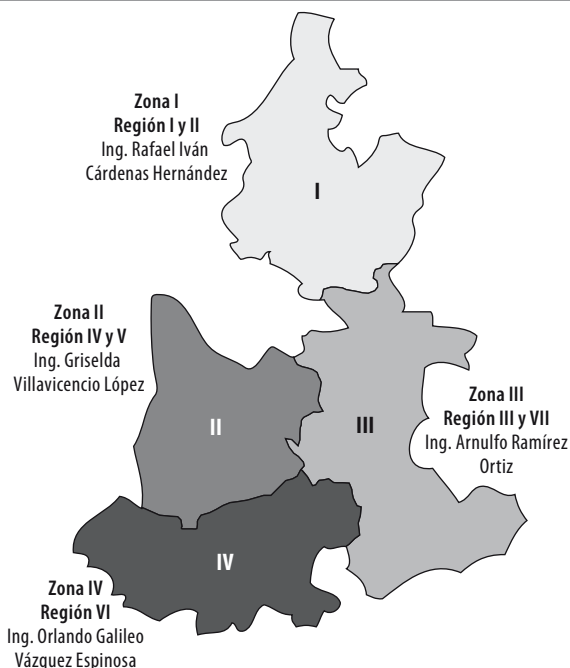 Zona I
Región I y II
Ing. Rafael Iván
Cárdenas Hernández
I
Zona II
Región IV y V
Ing. Griselda
Villavicencio López
II
III
Zona III
Región III y VII
Ing. Arnulfo Ramírez
Ortiz
IV
Zona IV
Región VI
Ing. Orlando Galileo
Vázquez Espinosa